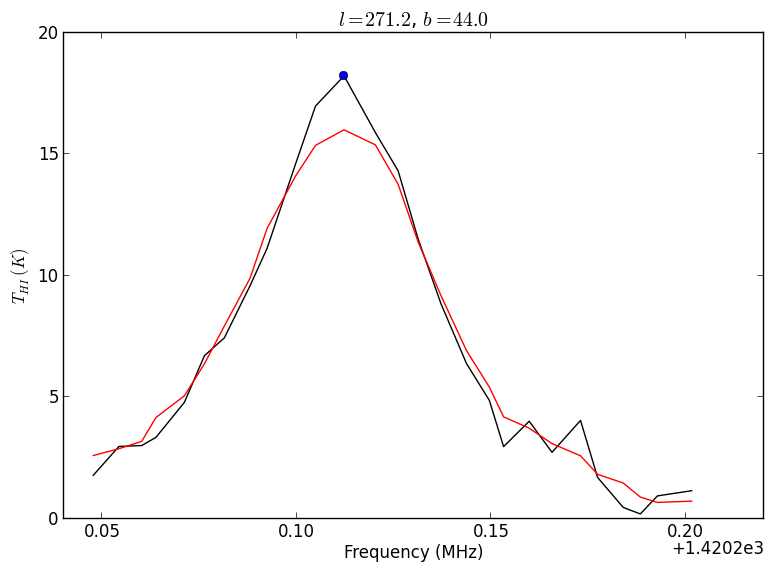 l = 271.2, b = 44.0
20
15
10
5
0
T_HI (K)
0.05 0.10 0.15 0.20
+1.4202e3
Frequency (MHz)